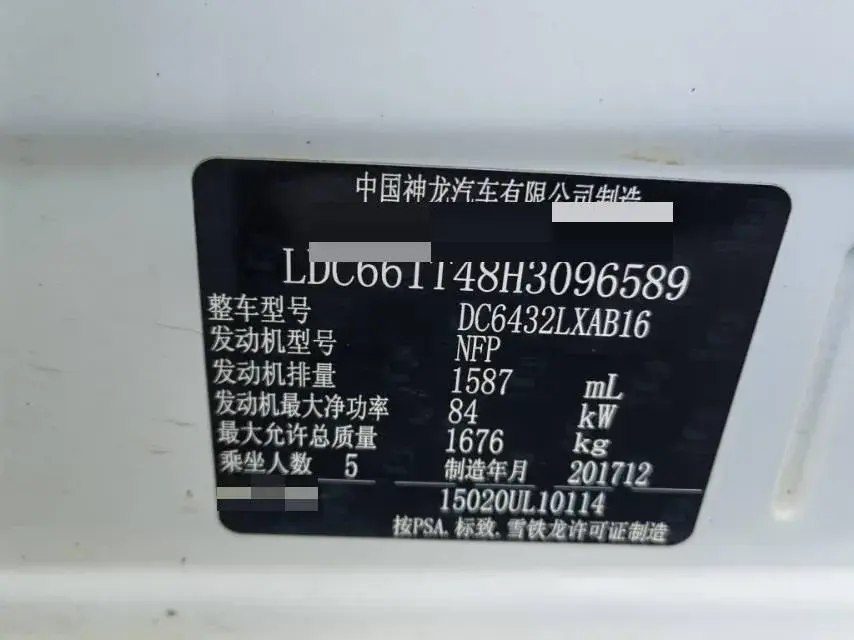 中国神龙汽车有限公司制造
LDC661T48H3096589
整车型号 DC6432LXAB16
发动机型号 NFP
发动机排量 1587 mL
发动机最大净功率 84 kW
最大允许总质量 1676 kg
乘坐人数 5 制造年月 201712
15020UL10114
按PSA.标致.雪铁龙许可证制造